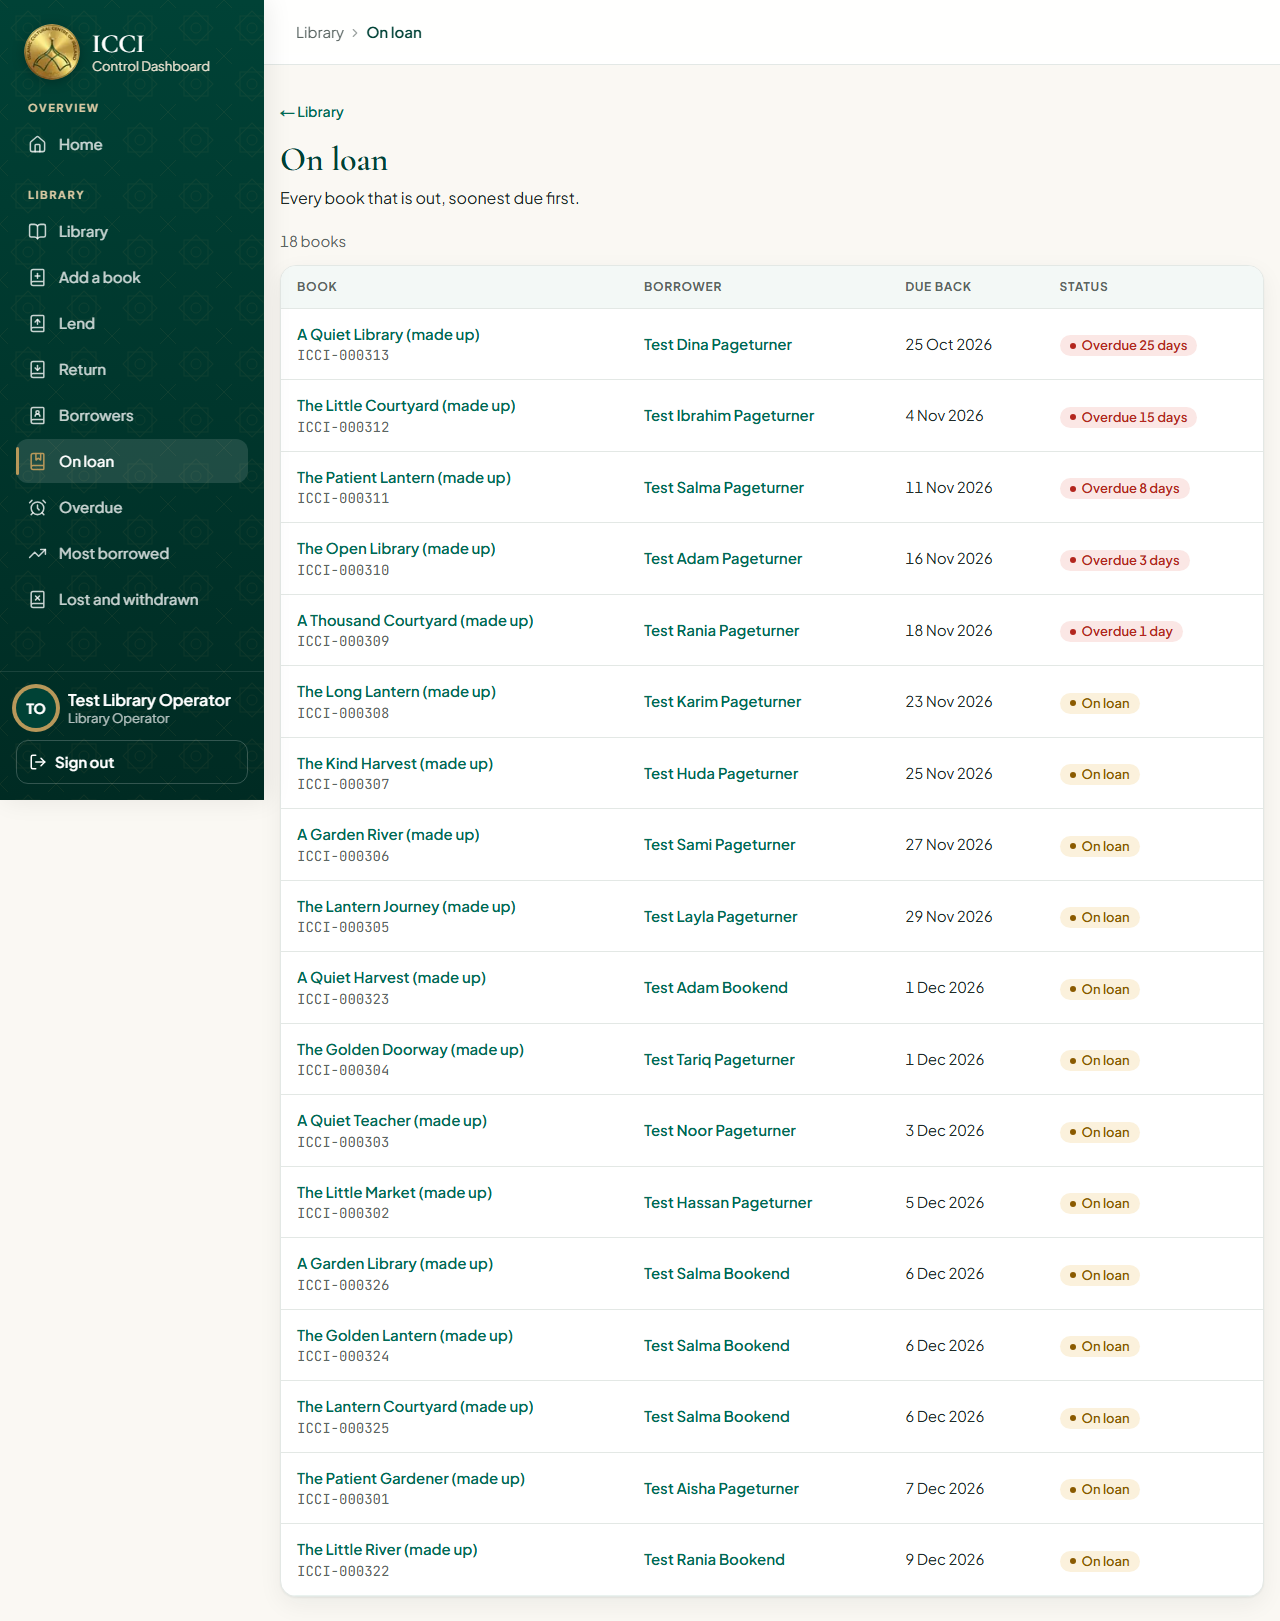 ICCI
Control Dashboard
OVERVIEW
Home
LIBRARY
Library
Add a book
Lend
Return
Borrowers
On loan
Overdue
Most borrowed
Lost and withdrawn
TO
Test Library Operator
Library Operator
Sign out
Library › On loan
← Library
On loan
Every book that is out, soonest due first.
18 books
BOOK BORROWER DUE BACK STATUS
A Quiet Library (made up)
ICCI-000313
Test Dina Pageturner 25 Oct 2026 Overdue 25 days
The Little Courtyard (made up)
ICCI-000312
Test Ibrahim Pageturner 4 Nov 2026 Overdue 15 days
The Patient Lantern (made up)
ICCI-000311
Test Salma Pageturner 11 Nov 2026 Overdue 8 days
The Open Library (made up)
ICCI-000310
Test Adam Pageturner 16 Nov 2026 Overdue 3 days
A Thousand Courtyard (made up)
ICCI-000309
Test Rania Pageturner 18 Nov 2026 Overdue 1 day
The Long Lantern (made up)
ICCI-000308
Test Karim Pageturner 23 Nov 2026 On loan
The Kind Harvest (made up)
ICCI-000307
Test Huda Pageturner 25 Nov 2026 On loan
A Garden River (made up)
ICCI-000306
Test Sami Pageturner 27 Nov 2026 On loan
The Lantern Journey (made up)
ICCI-000305
Test Layla Pageturner 29 Nov 2026 On loan
A Quiet Harvest (made up)
ICCI-000323
Test Adam Bookend 1 Dec 2026 On loan
The Golden Doorway (made up)
ICCI-000304
Test Tariq Pageturner 1 Dec 2026 On loan
A Quiet Teacher (made up)
ICCI-000303
Test Noor Pageturner 3 Dec 2026 On loan
The Little Market (made up)
ICCI-000302
Test Hassan Pageturner 5 Dec 2026 On loan
A Garden Library (made up)
ICCI-000326
Test Salma Bookend 6 Dec 2026 On loan
The Golden Lantern (made up)
ICCI-000324
Test Salma Bookend 6 Dec 2026 On loan
The Lantern Courtyard (made up)
ICCI-000325
Test Salma Bookend 6 Dec 2026 On loan
The Patient Gardener (made up)
ICCI-000301
Test Aisha Pageturner 7 Dec 2026 On loan
The Little River (made up)
ICCI-000322
Test Rania Bookend 9 Dec 2026 On loan